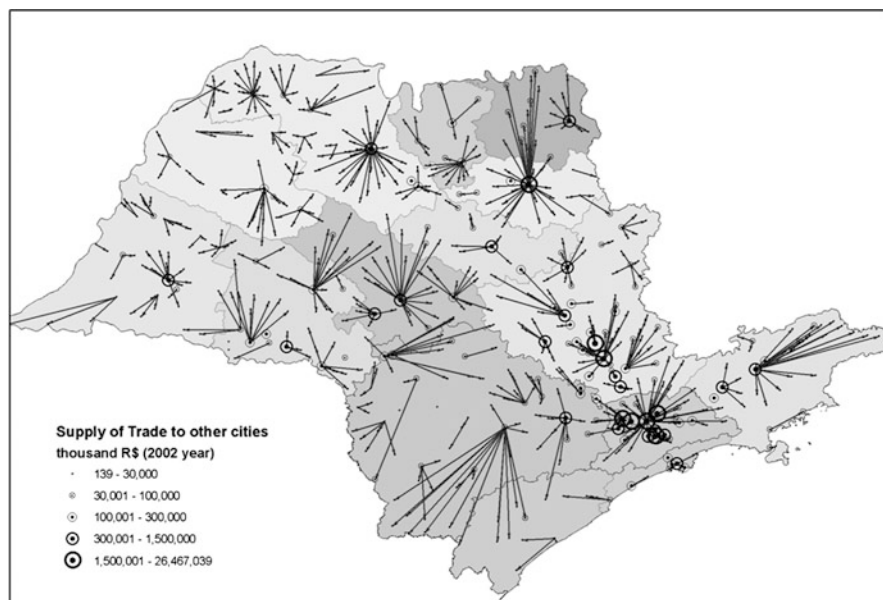 Supply of Trade to other cities
thousand R$ (2002 year)
139 - 30,000
30,001 - 100,000
100,001 - 300,000
300,001 - 1,500,000
1,500,001 - 26,467,039